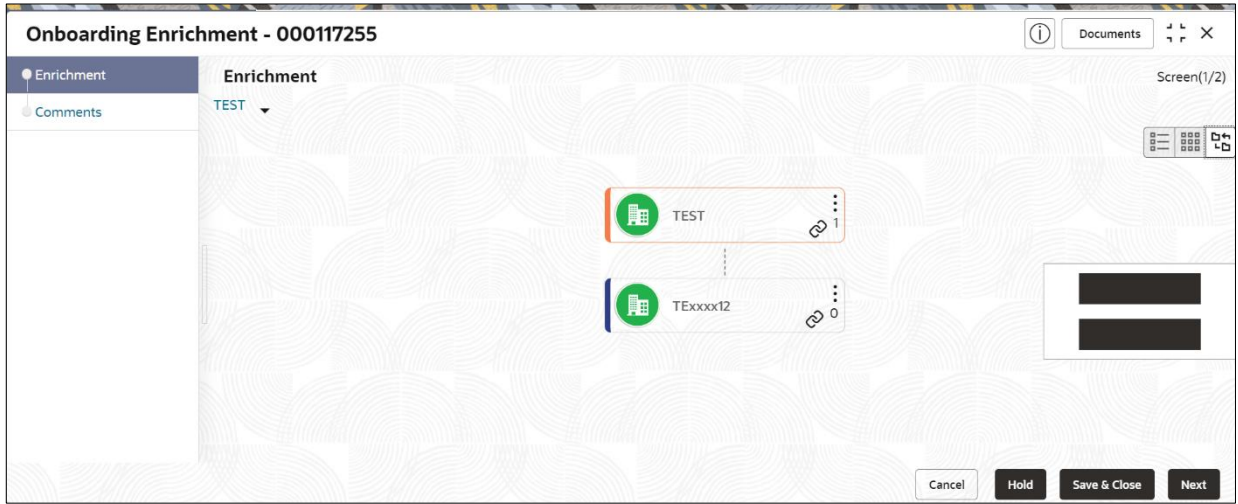 Onboarding Enrichment - 000117255
Documents
Enrichment
Comments
Enrichment
Screen(1/2)
TEST
TEST
1
TExxxx12
0
Cancel
Hold
Save & Close
Next